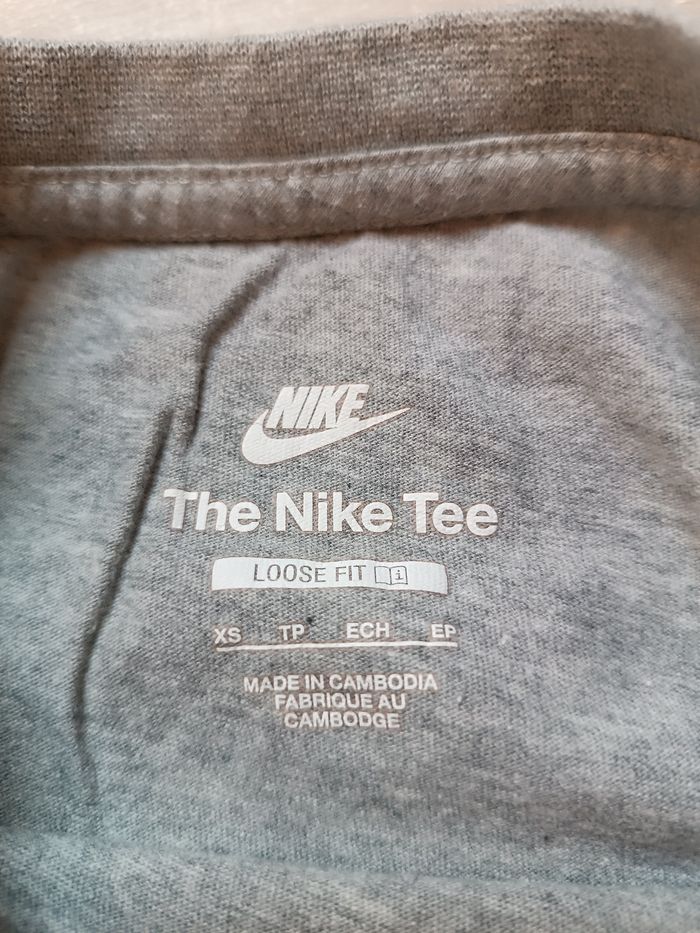 NIKE
The Nike Tee
LOOSE FIT i
XS TP ECH EP
MADE IN CAMBODIA
FABRIQUE AU
CAMBODGE